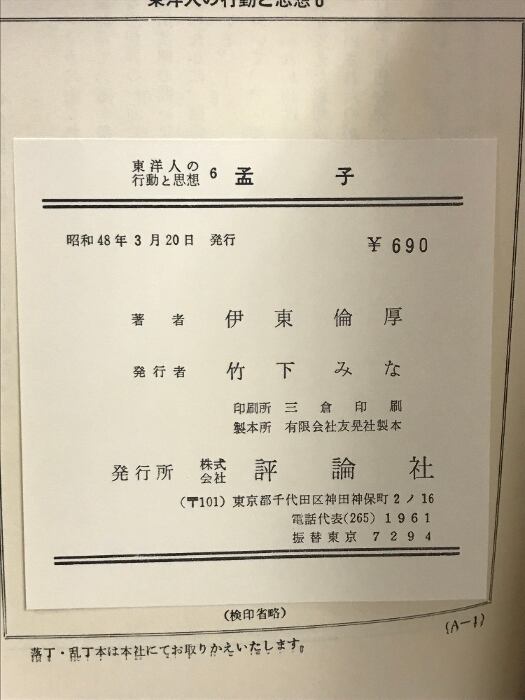 東洋人の行動と思想6
東洋人の
行動と思想 6 孟子
昭和48年3月20日 発行 ¥690
著者 伊東倫厚
発行者 竹下みな
印刷所 三倉印刷
製本所 有限会社友晃社製本
発行所 株式会社 評論社
(〒101) 東京都千代田区神田神保町2ノ16
電話代表(265) 1961
振替東京 7294
(検印省略)
(A-1)
落丁・乱丁本は本社にてお取りかえいたします。